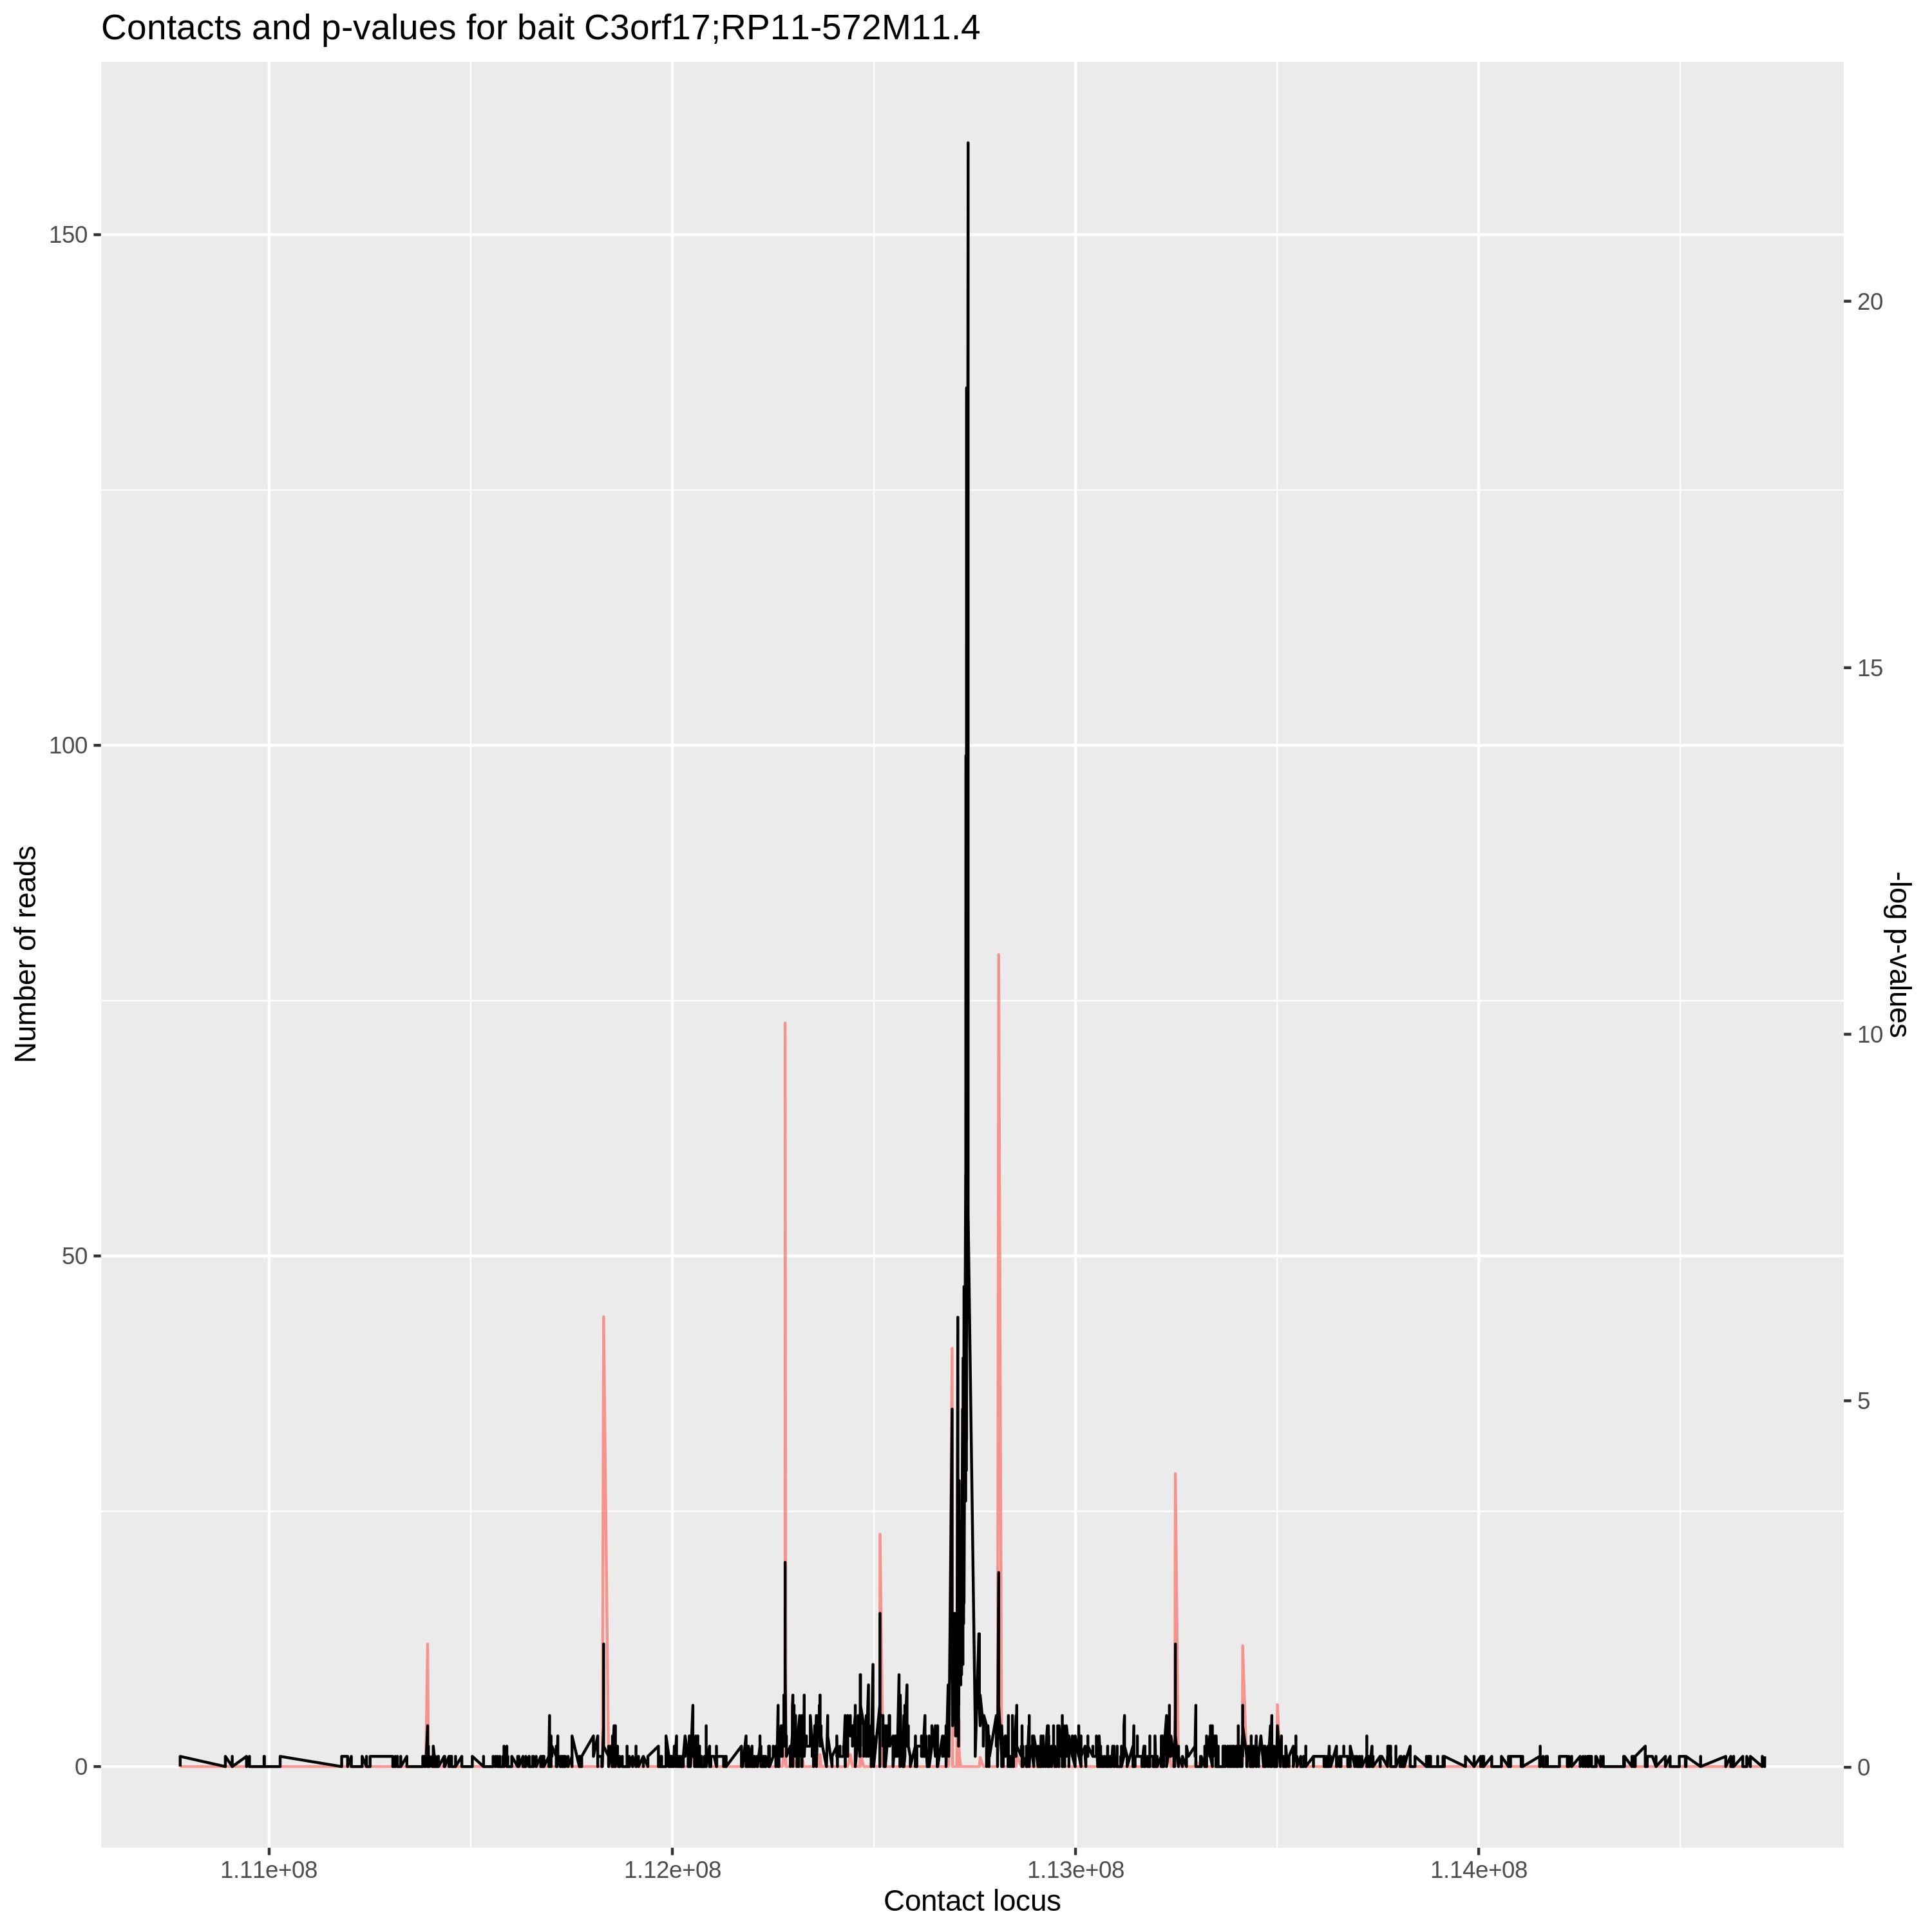 Contacts and p-values for bait C3orf17;RP11-572M11.4
150
100
50
0
Number of reads
20
15
10
5
0
-log p-values
1.11e+08
1.12e+08
1.13e+08
1.14e+08
Contact locus